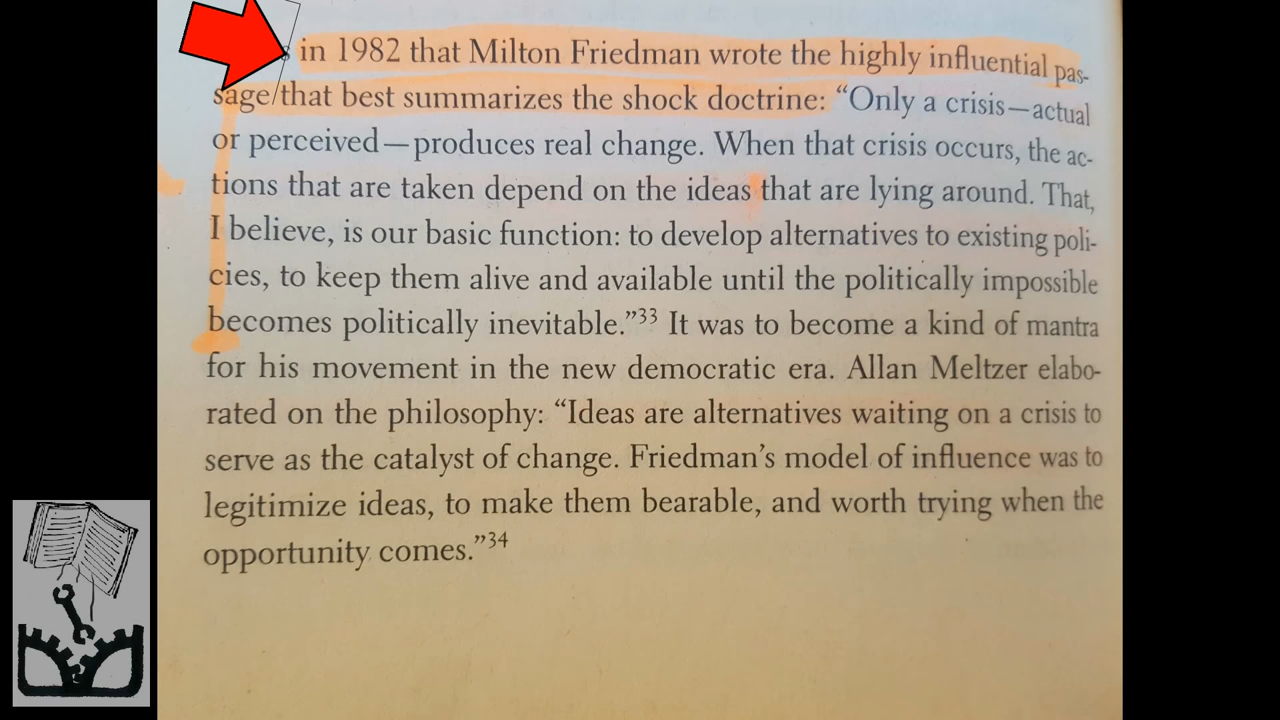 in 1982 that Milton Friedman wrote the highly influential pas-
sage that best summarizes the shock doctrine: “Only a crisis—actual
or perceived—produces real change. When that crisis occurs, the ac-
tions that are taken depend on the ideas that are lying around. That,
I believe, is our basic function: to develop alternatives to existing poli-
cies, to keep them alive and available until the politically impossible
becomes politically inevitable.”33 It was to become a kind of mantra
for his movement in the new democratic era. Allan Meltzer elabo-
rated on the philosophy: “Ideas are alternatives waiting on a crisis to
serve as the catalyst of change. Friedman’s model of influence was to
legitimize ideas, to make them bearable, and worth trying when the
opportunity comes.”34